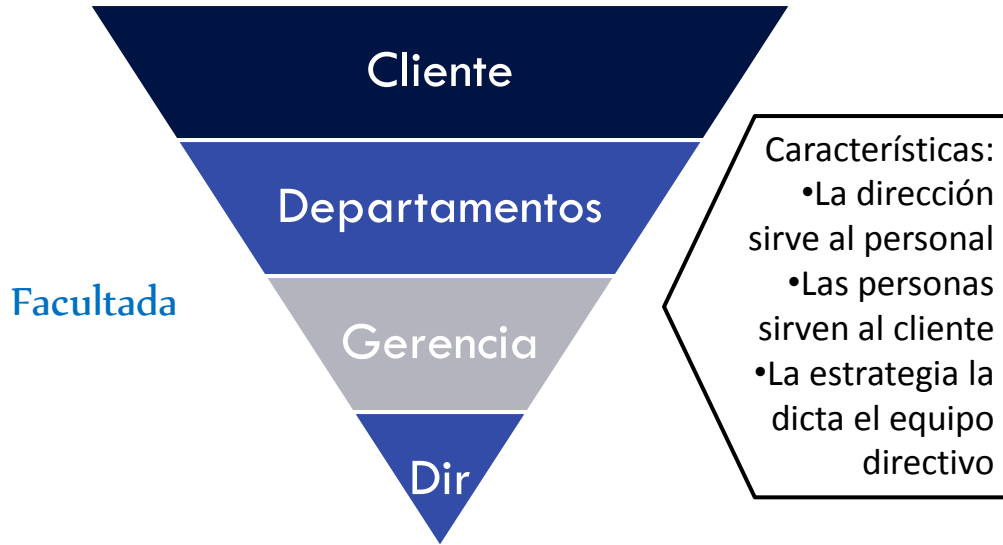 Cliente
Departamentos
Facultada
Gerencia
Dir
Características:
•La dirección
sirve al personal
•Las personas
sirven al cliente
•La estrategia la
dicta el equipo
directivo